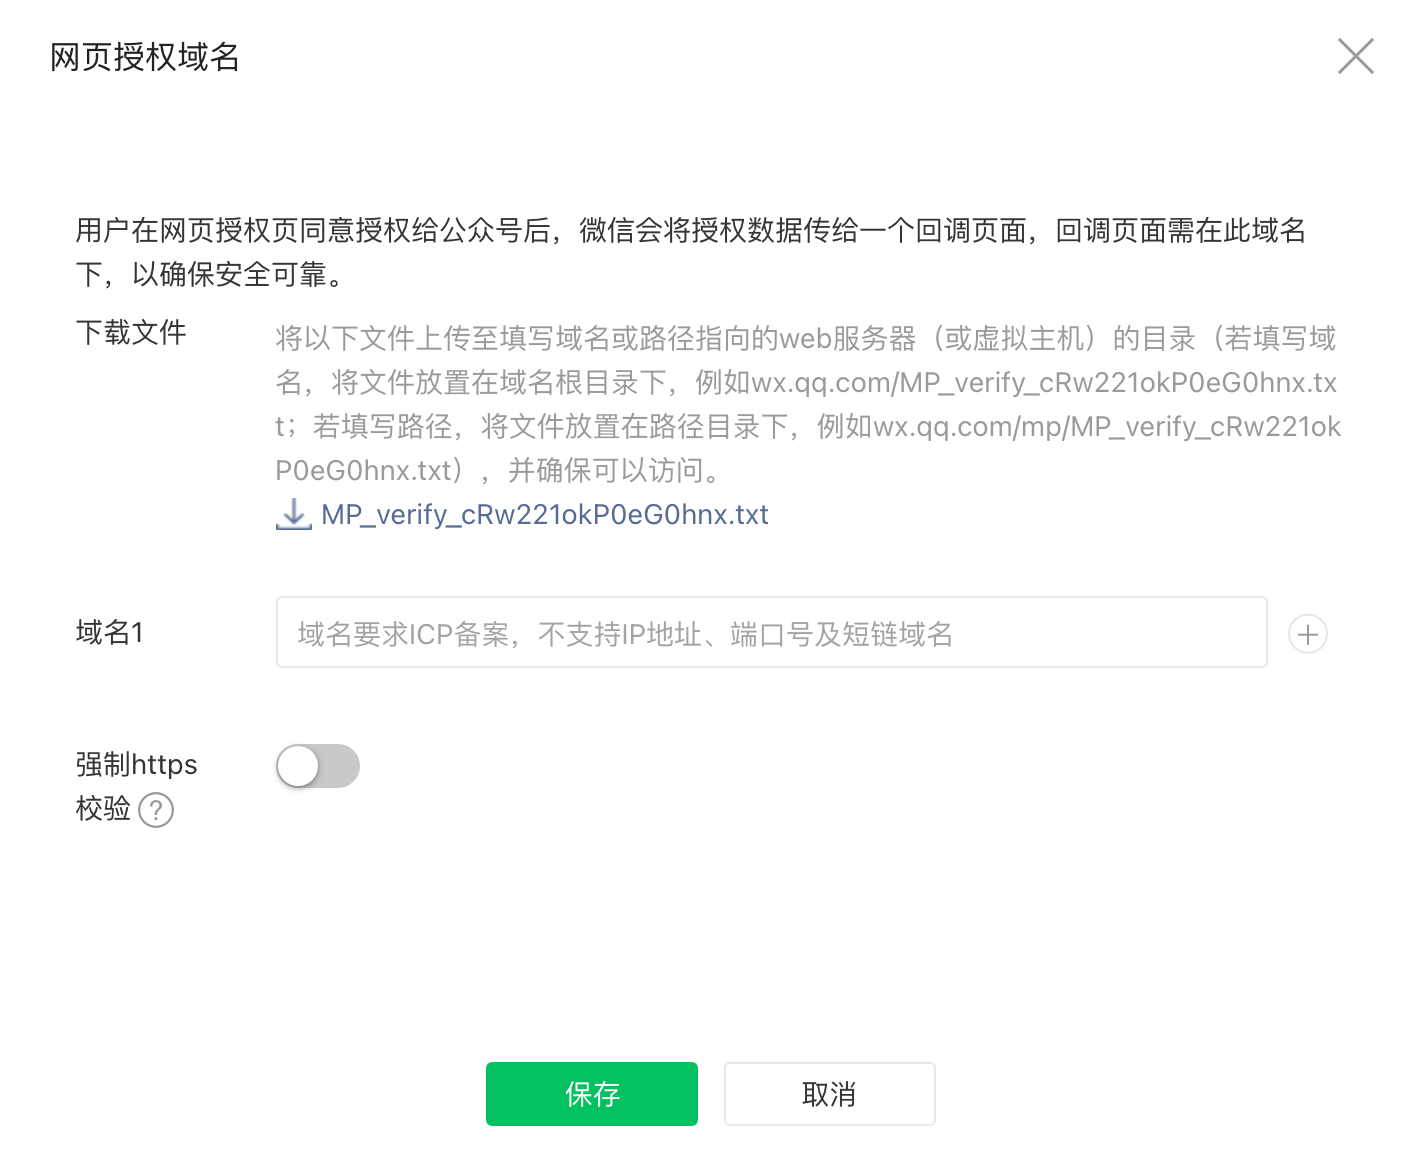 网页授权域名
用户在网页授权页同意授权给公众号后，微信会将授权数据传给一个回调页面，回调页面需在此域名
下，以确保安全可靠。
下载文件
将以下文件上传至填写域名或路径指向的web服务器（或虚拟主机）的目录（若填写域
名，将文件放置在域名根目录下，例如wx.qq.com/MP_verify_cRw221okP0eG0hnx.tx
t；若填写路径，将文件放置在路径目录下，例如wx.qq.com/mp/MP_verify_cRw221ok
P0eG0hnx.txt），并确保可以访问。
MP_verify_cRw221okP0eG0hnx.txt
域名1
域名要求ICP备案，不支持IP地址、端口号及短链域名
强制https
校验 ?
保存
取消